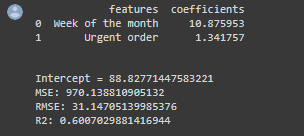 features coefficients
0 Week of the month 10.875953
1 Urgent order 1.341757
Intercept = 88.82771447583221
MSE: 970.138810905132
RMSE: 31.14705139985376
R2: 0.6007029881416944